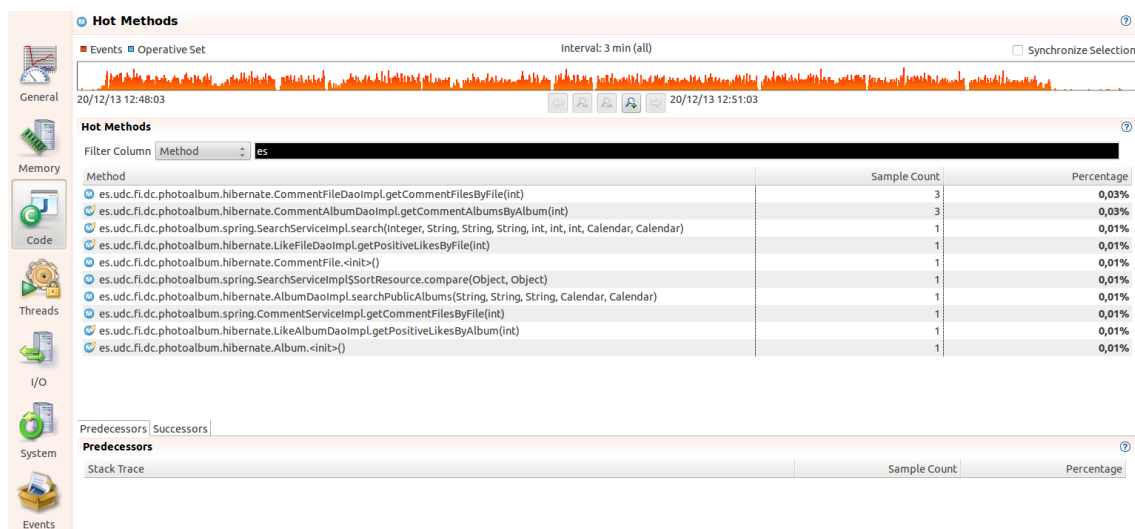 Hot Methods
Events Operative Set Interval: 3 min (all) Synchronize Selection
20/12/13 12:48:03 20/12/13 12:51:03
General
Memory
Code
Threads
I/O
System
Events
Hot Methods
Filter Column Method es
Method Sample Count Percentage
es.udc.fi.dc.photoalbum.hibernate.CommentFileDaoImpl.getCommentFilesByFile(int) 3 0,03%
es.udc.fi.dc.photoalbum.hibernate.CommentAlbumDaoImpl.getCommentAlbumsByAlbum(int) 3 0,03%
es.udc.fi.dc.photoalbum.spring.SearchServiceImpl.search(Integer, String, String, String, int, int, int, Calendar, Calendar) 1 0,01%
es.udc.fi.dc.photoalbum.hibernate.LikeFileDaoImpl.getPositiveLikesByFile(int) 1 0,01%
es.udc.fi.dc.photoalbum.hibernate.CommentFile.<init>() 1 0,01%
es.udc.fi.dc.photoalbum.spring.SearchServiceImpl$SortResource.compare(Object, Object) 1 0,01%
es.udc.fi.dc.photoalbum.hibernate.AlbumDaoImpl.searchPublicAlbums(String, String, String, Calendar, Calendar) 1 0,01%
es.udc.fi.dc.photoalbum.spring.CommentServiceImpl.getCommentFilesByFile(int) 1 0,01%
es.udc.fi.dc.photoalbum.hibernate.LikeAlbumDaoImpl.getPositiveLikesByAlbum(int) 1 0,01%
es.udc.fi.dc.photoalbum.hibernate.Album.<init>() 1 0,01%
Predecessors Successors
Predecessors
Stack Trace Sample Count Percentage